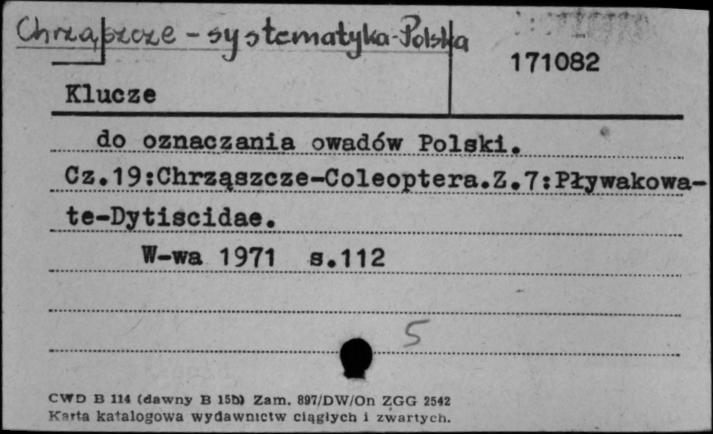 Chrząszcze - systematyka - Polska
171082
Klucze
do oznaczania owadów Polski.
Cz.19:Chrząszcze-Coleoptera.Z.7:Pływakowa-
te-Dytiscidae.
W-wa 1971 s.112
5
CWD B 114 (dawny B 15b) Zam. 897/DW/On ZGG 2542
Karta katalogowa wydawnictw ciągłych i zwartych.